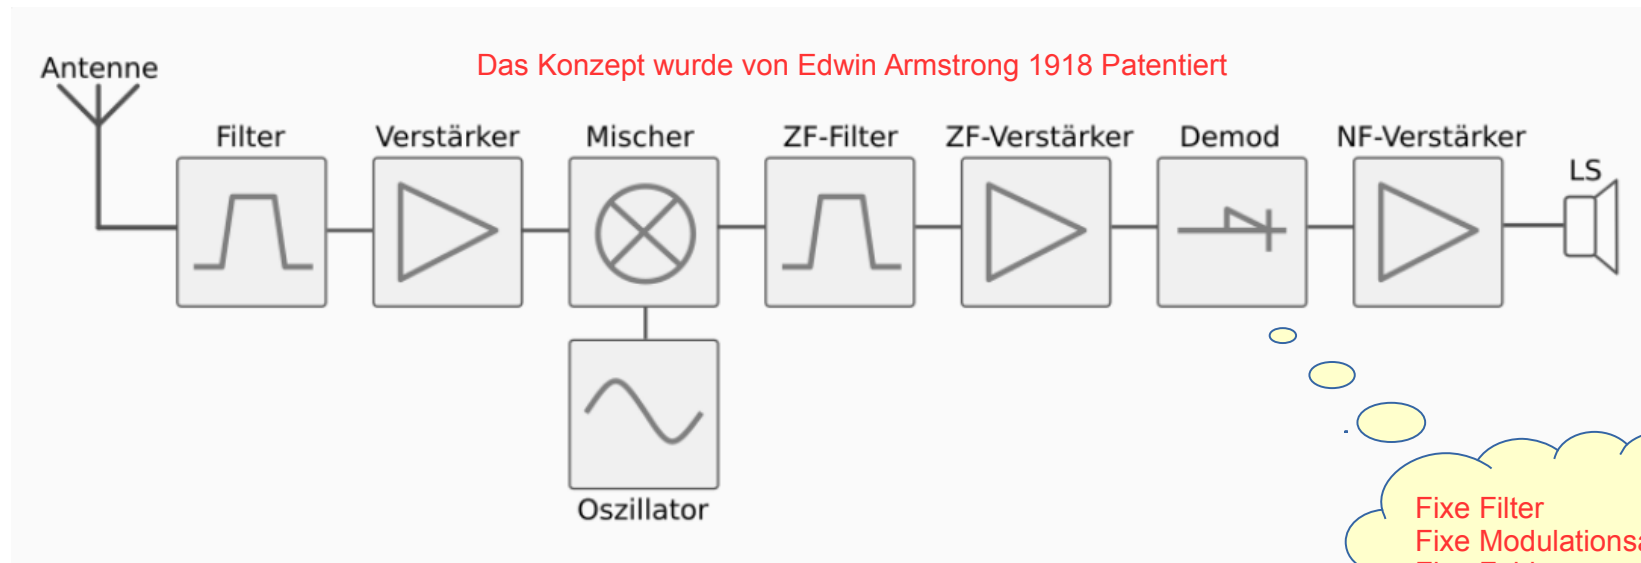 Das Konzept wurde von Edwin Armstrong 1918 Patentiert
Antenne
Filter
Verstärker
Mischer
ZF-Filter
ZF-Verstärker
Demod
NF-Verstärker
LS
Oszillator
Fixe Filter
Fixe